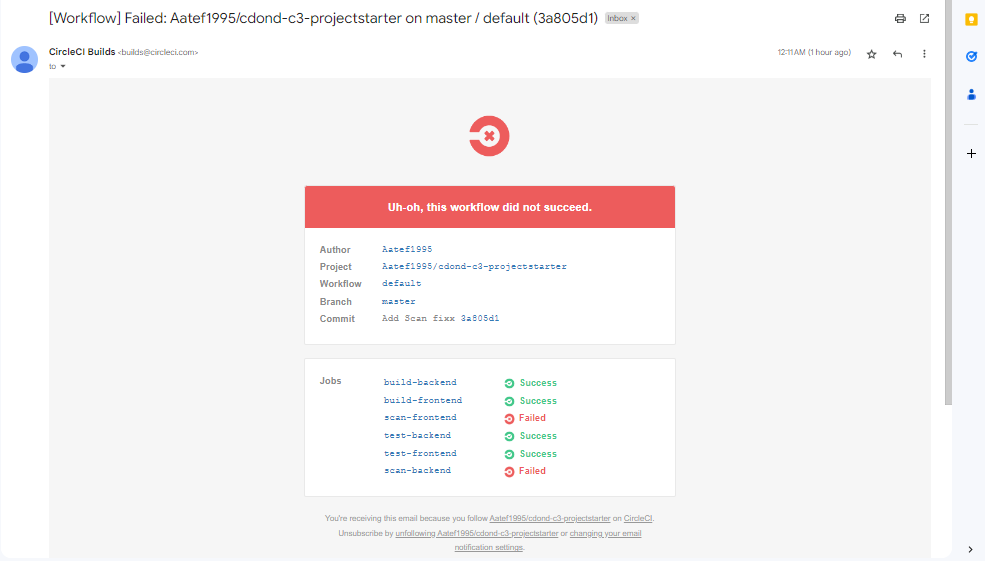 [Workflow] Failed: Aatef1995/cdond-c3-projectstarter on master / default (3a805d1) Inbox ×
CircleCI Builds <builds@circleci.com> 12:11 AM (1 hour ago)
to
Uh-oh, this workflow did not succeed.
Author Aatef1995
Project Aatef1995/cdond-c3-projectstarter
Workflow default
Branch master
Commit Add Scan fixx 3a805d1
Jobs build-backend Success
build-frontend Success
scan-frontend Failed
test-backend Success
test-frontend Success
scan-backend Failed
You're receiving this email because you follow Aatef1995/cdond-c3-projectstarter on CircleCI.
Unsubscribe by unfollowing Aatef1995/cdond-c3-projectstarter or changing your email
notification settings.